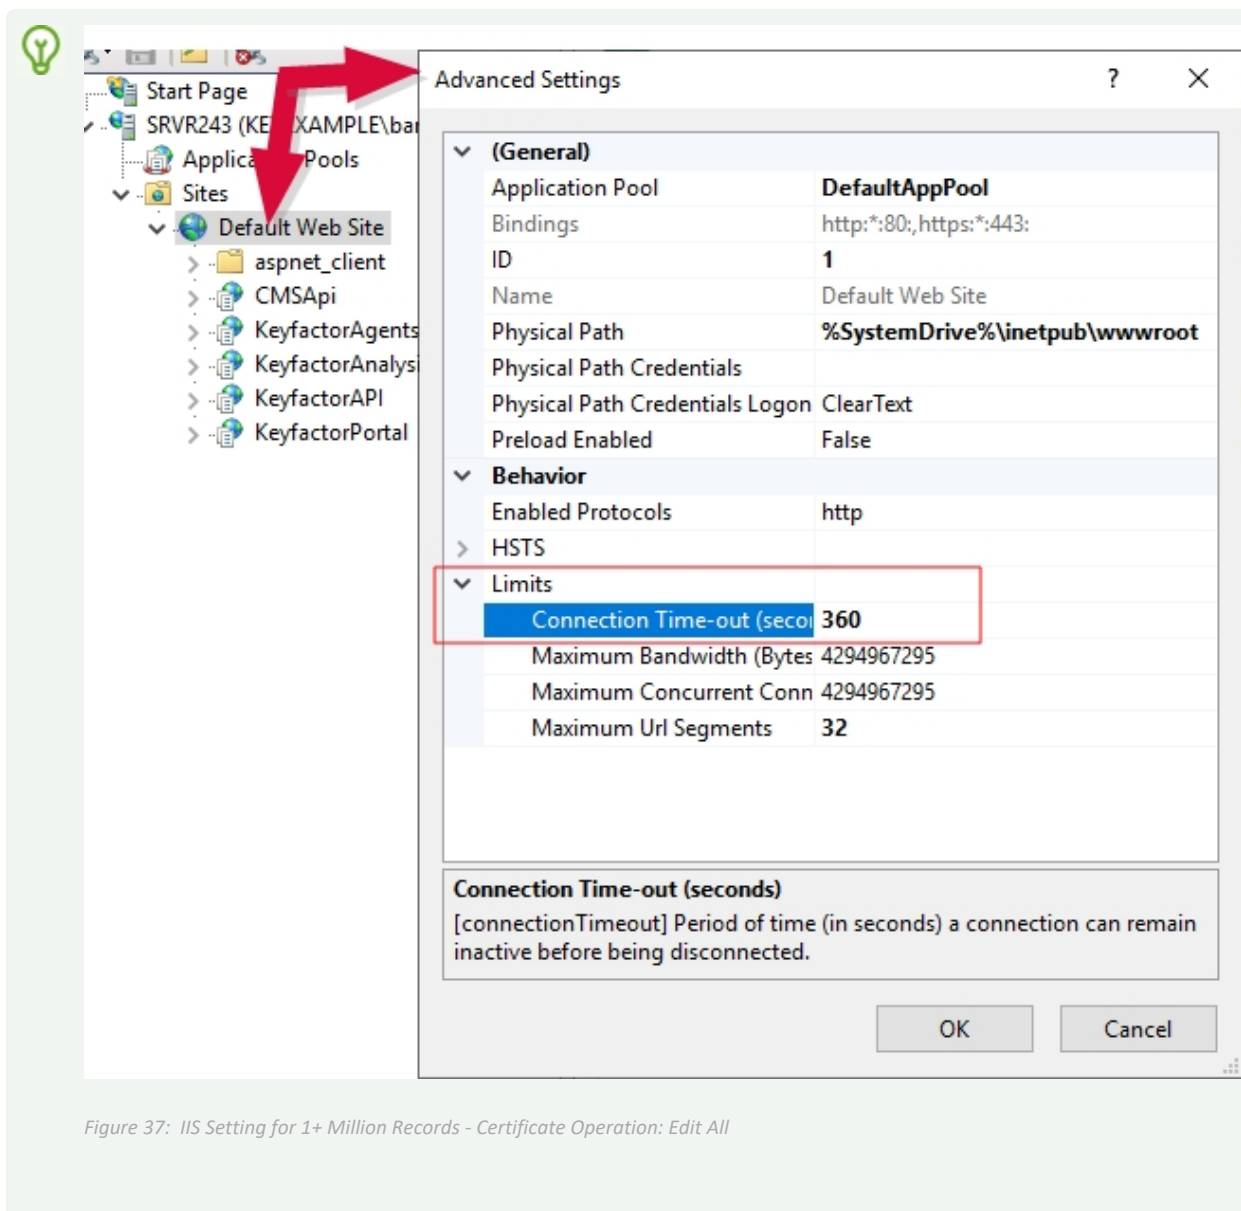 Start Page
SRVR243 (KE XAMPLE\bar
Applica Pools
Sites
Default Web Site
aspnet_client
CMSApi
KeyfactorAgents
KeyfactorAnalysi
KeyfactorAPI
KeyfactorPortal
Advanced Settings ?
(General)
Application Pool DefaultAppPool
Bindings http:*:80:,https:*:443:
ID 1
Name Default Web Site
Physical Path %SystemDrive%\inetpub\wwwroot
Physical Path Credentials
Physical Path Credentials Logon ClearText
Preload Enabled False
Behavior
Enabled Protocols http
HSTS
Limits
Connection Time-out (secon 360
Maximum Bandwidth (Bytes 4294967295
Maximum Concurrent Conn 4294967295
Maximum Url Segments 32
Connection Time-out (seconds)
[connectionTimeout] Period of time (in seconds) a connection can remain
inactive before being disconnected.
OK Cancel
Figure 37: IIS Setting for 1+ Million Records - Certificate Operation: Edit All